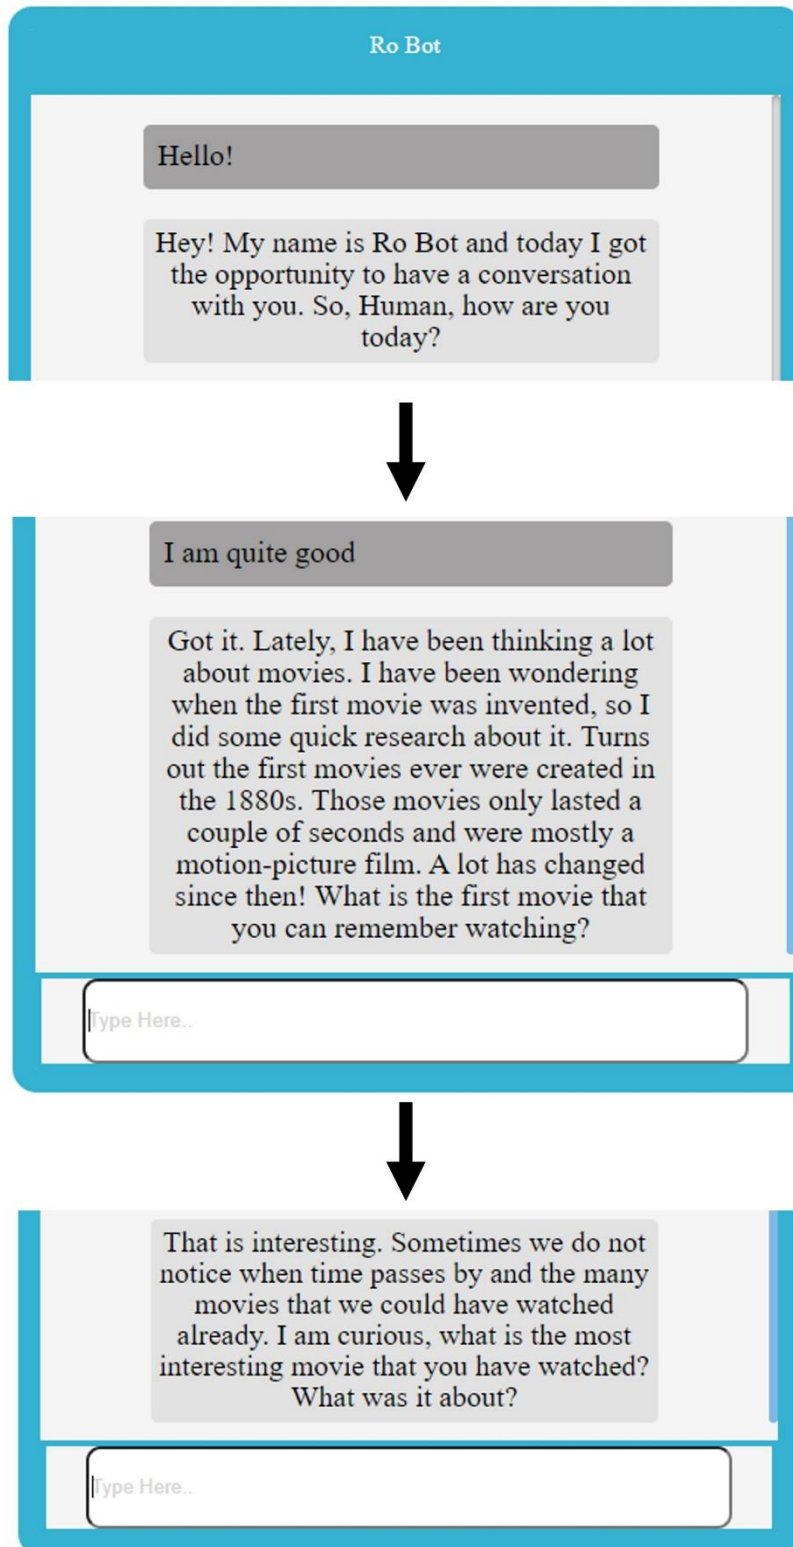 Ro Bot
Hello!
Hey! My name is Ro Bot and today I got
the opportunity to have a conversation
with you. So, Human, how are you
today?
I am quite good
Got it. Lately, I have been thinking a lot
about movies. I have been wondering
when the first movie was invented, so I
did some quick research about it. Turns
out the first movies ever were created in
the 1880s. Those movies only lasted a
couple of seconds and were mostly a
motion-picture film. A lot has changed
since then! What is the first movie that
you can remember watching?
Type Here..
That is interesting. Sometimes we do not
notice when time passes by and the many
movies that we could have watched
already. I am curious, what is the most
interesting movie that you have watched?
What was it about?
Type Here..